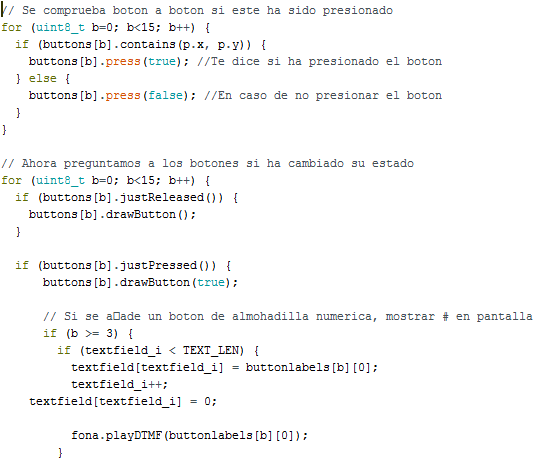 // Se comprueba boton a boton si este ha sido presionado
for (uint8_t b=0; b<15; b++) {
  if (buttons[b].contains(p.x, p.y)) {
    buttons[b].press(true); //Te dice si ha presionado el boton
  } else {
    buttons[b].press(false); //En caso de no presionar el boton
  }
}

// Ahora preguntamos a los botones si ha cambiado su estado
for (uint8_t b=0; b<15; b++) {
  if (buttons[b].justReleased()) {
    buttons[b].drawButton();
  }

  if (buttons[b].justPressed()) {
      buttons[b].drawButton(true);

      // Si se a□ade un boton de almohadilla numerica, mostrar # en pantalla
      if (b >= 3) {
        if (textfield_i < TEXT_LEN) {
          textfield[textfield_i] = buttonlabels[b][0];
          textfield_i++;
    textfield[textfield_i] = 0;

          fona.playDTMF(buttonlabels[b][0]);
        }